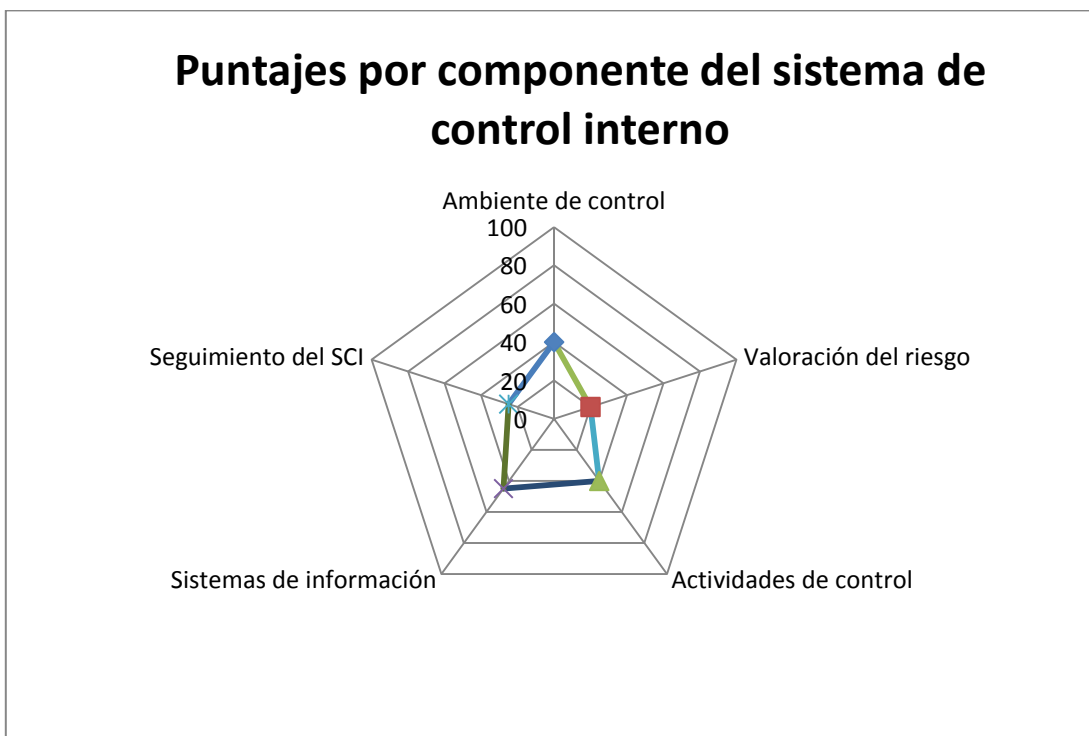 Puntajes por componente del sistema de
control interno
Ambiente de control
100
80
60
40
20
0
Seguimiento del SCI
Valoración del riesgo
Sistemas de información
Actividades de control